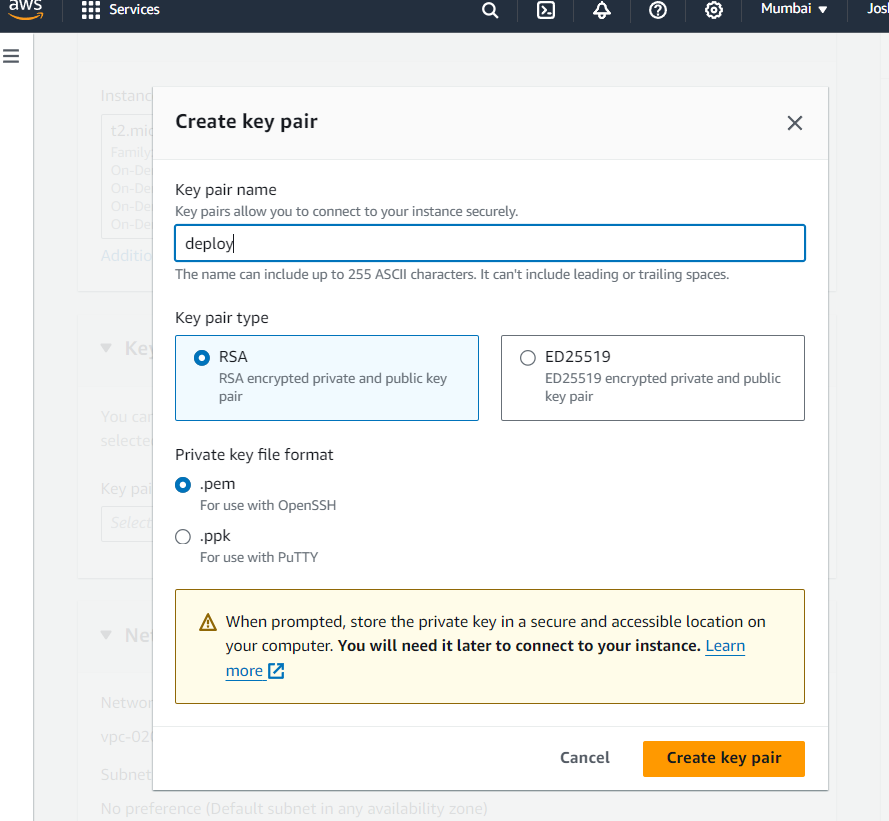 aws
Services
Mumbai
Instanc
t2.mic
Family
On-De
On-De
On-De
On-De
Additio
Create key pair
Key pair name
Key pairs allow you to connect to your instance securely.
deploy
The name can include up to 255 ASCII characters. It can't include leading or trailing spaces.
Key pair type
RSA
RSA encrypted private and public key
pair
ED25519
ED25519 encrypted private and public
key pair
Key
You can
selected
Key pai
Select
Private key file format
.pem
For use with OpenSSH
.ppk
For use with PuTTY
When prompted, store the private key in a secure and accessible location on
your computer. You will need it later to connect to your instance. Learn
more
Net
Networ
vpc-020
Subnet
Cancel
Create key pair
No preference (Default subnet in any availability zone)